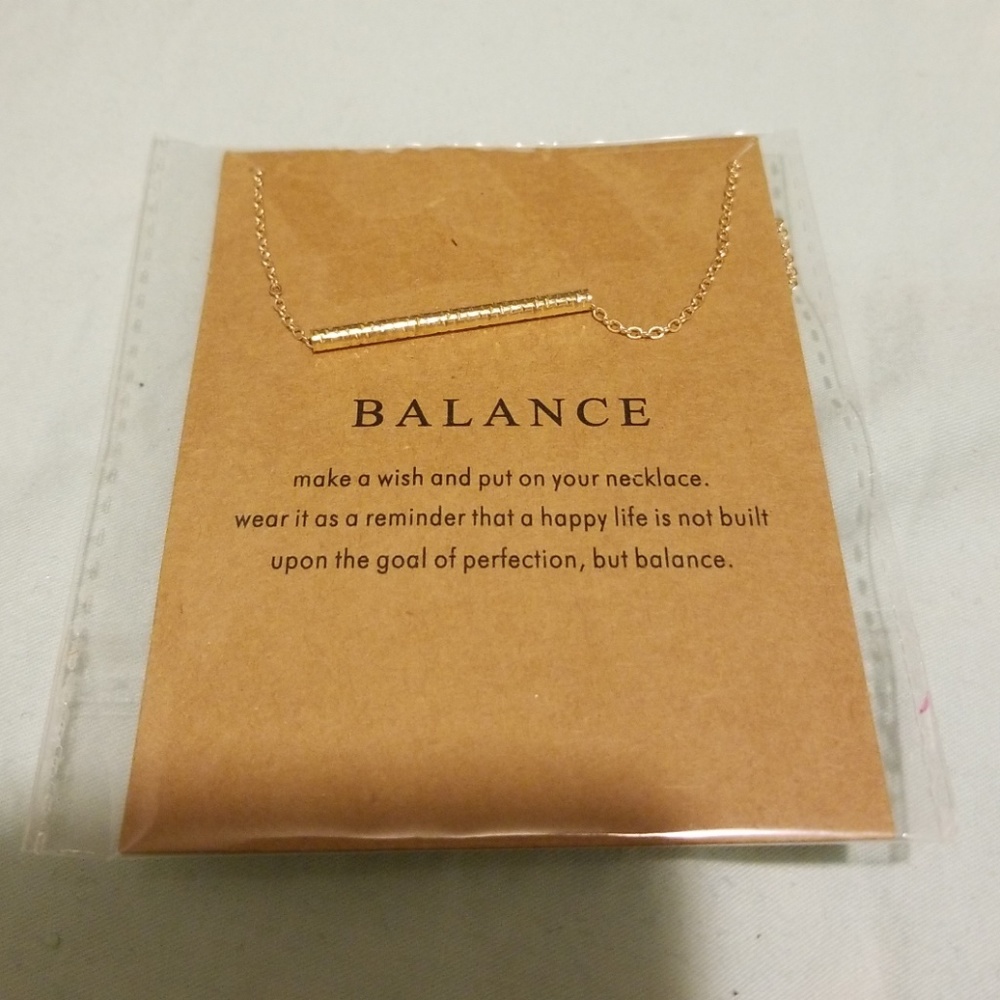 BALANCE
make a wish and put on your necklace.
wear it as a reminder that a happy life is not built
upon the goal of perfection, but balance.